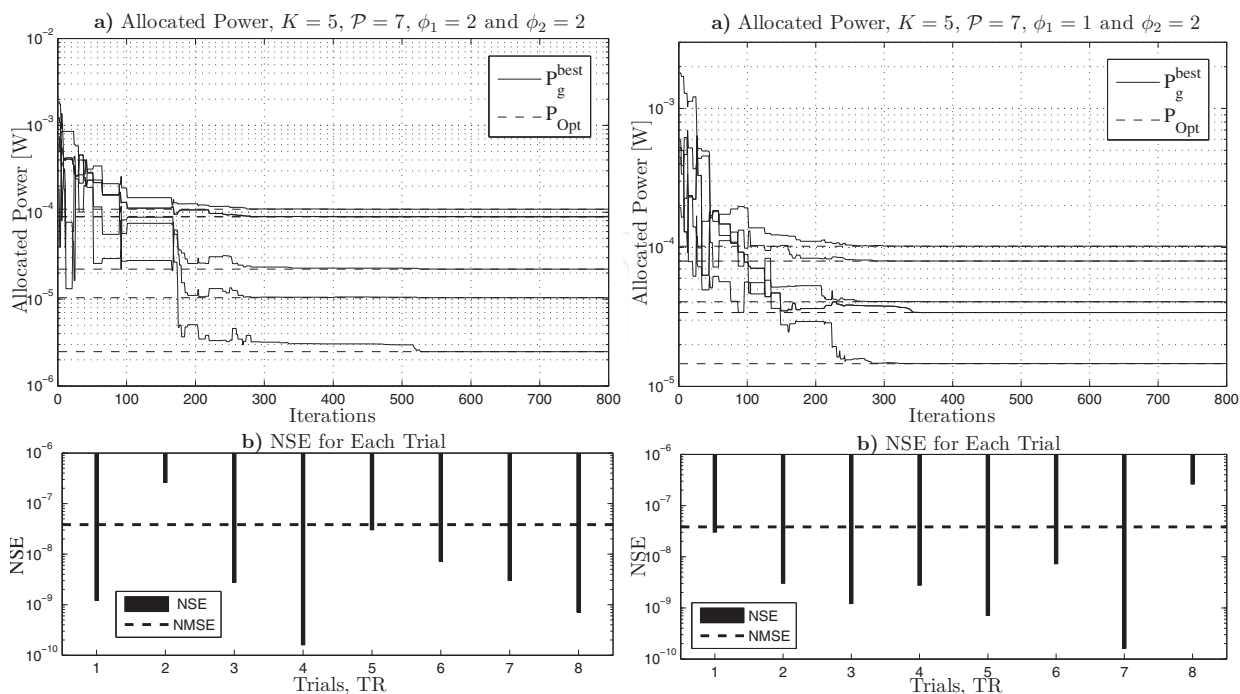 a) Allocated Power, K = 5, P = 7, ϕ₁ = 2 and ϕ₂ = 2
Allocated Power [W]
10⁻²
10⁻³
10⁻⁴
10⁻⁵
10⁻⁶
P_g^best
P_Opt
0 100 200 300 400 500 600 700 800
Iterations
b) NSE for Each Trial
NSE
10⁻⁶
10⁻⁷
10⁻⁸
10⁻⁹
10⁻¹⁰
NSE
NMSE
1 2 3 4 5 6 7 8
Trials, TR
a) Allocated Power, K = 5, P = 7, ϕ₁ = 1 and ϕ₂ = 2
Allocated Power [W]
10⁻³
10⁻⁴
10⁻⁵
P_g^best
P_Opt
0 100 200 300 400 500 600 700 800
Iterations
b) NSE for Each Trial
NSE
10⁻⁶
10⁻⁷
10⁻⁸
10⁻⁹
10⁻¹⁰
NSE
NMSE
1 2 3 4 5 6 7 8
Trials, TR